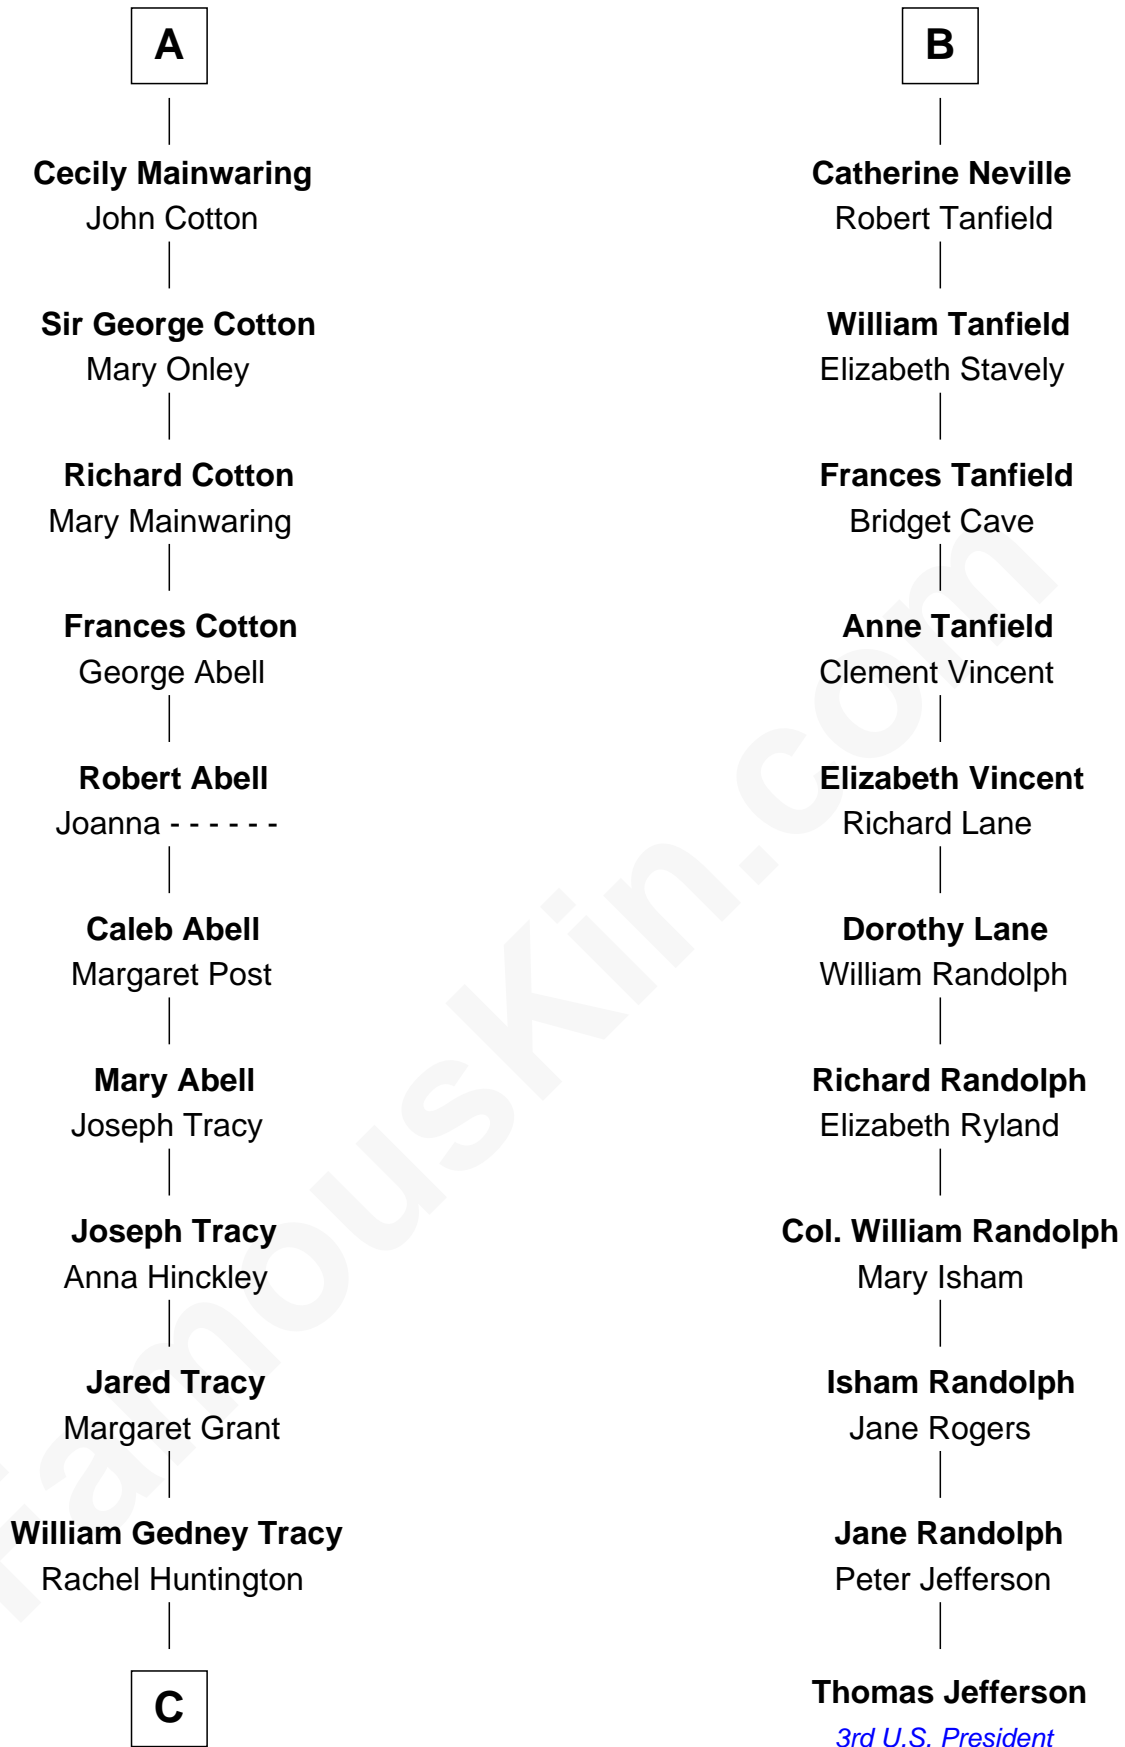 A
Cecily Mainwaring
John Cotton
Sir George Cotton
Mary Onley
Richard Cotton
Mary Mainwaring
Frances Cotton
George Abell
Robert Abell
Joanna - - - - - -
Caleb Abell
Margaret Post
Mary Abell
Joseph Tracy
Joseph Tracy
Anna Hinckley
Jared Tracy
Margaret Grant
William Gedney Tracy
Rachel Huntington
C
B
Catherine Neville
Robert Tanfield
William Tanfield
Elizabeth Stavely
Frances Tanfield
Bridget Cave
Anne Tanfield
Clement Vincent
Elizabeth Vincent
Richard Lane
Dorothy Lane
William Randolph
Richard Randolph
Elizabeth Ryland
Col. William Randolph
Mary Isham
Isham Randolph
Jane Rogers
Jane Randolph
Peter Jefferson
Thomas Jefferson
3rd U.S. President
FamousKin.com